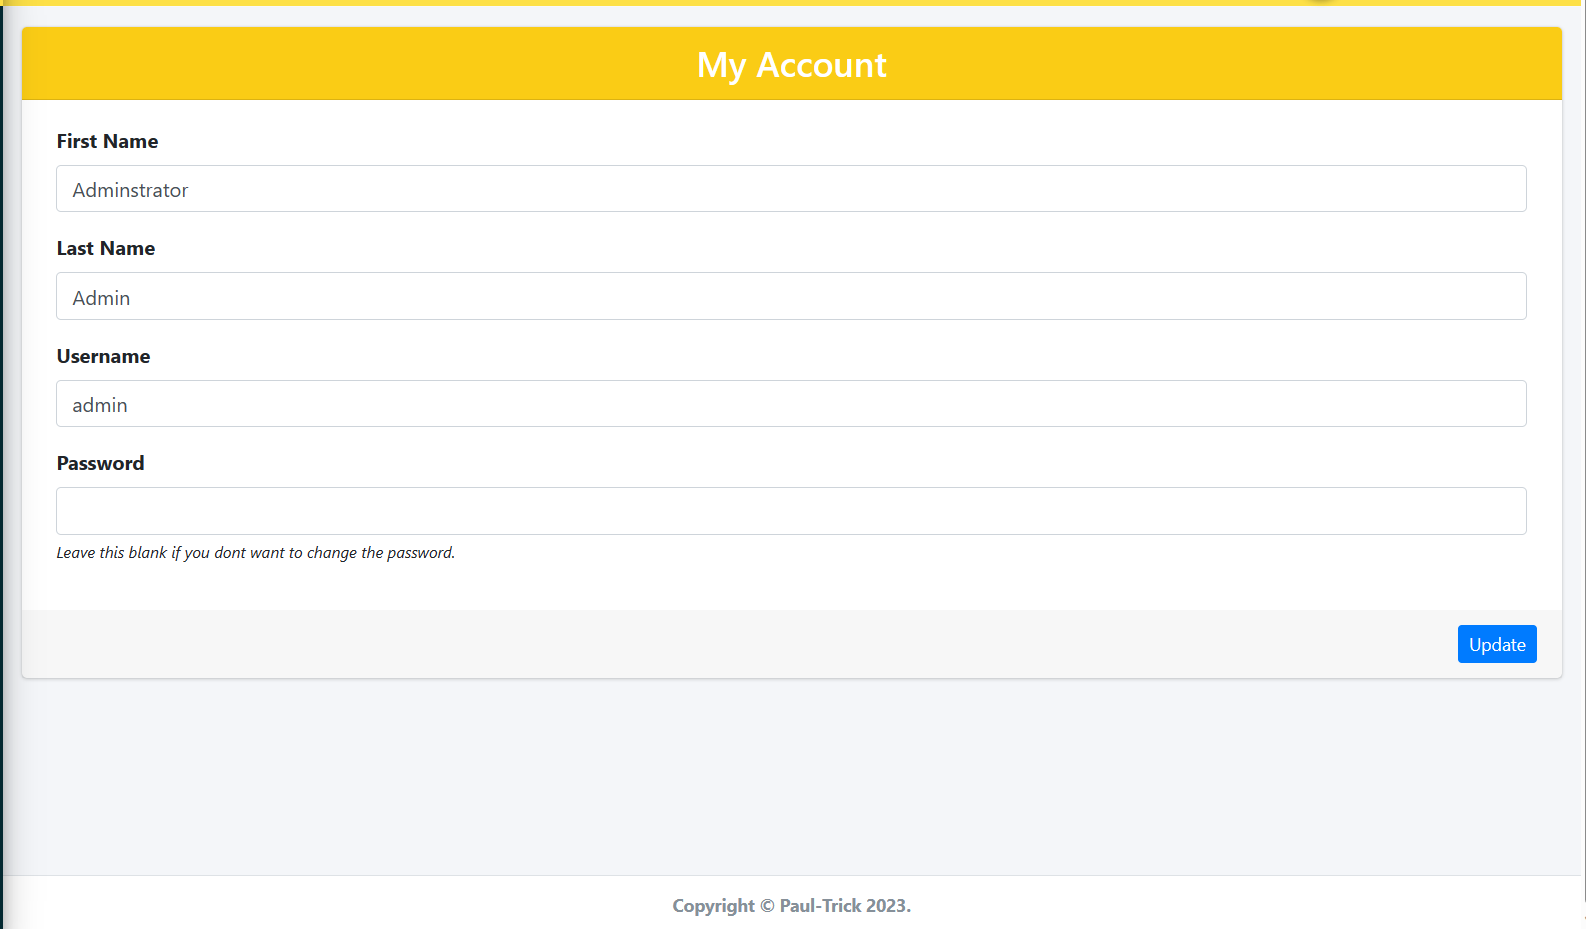 My Account
First Name
Adminstrator
Last Name
Admin
Username
admin
Password
Leave this blank if you dont want to change the password.
Update
Copyright © Paul-Trick 2023.